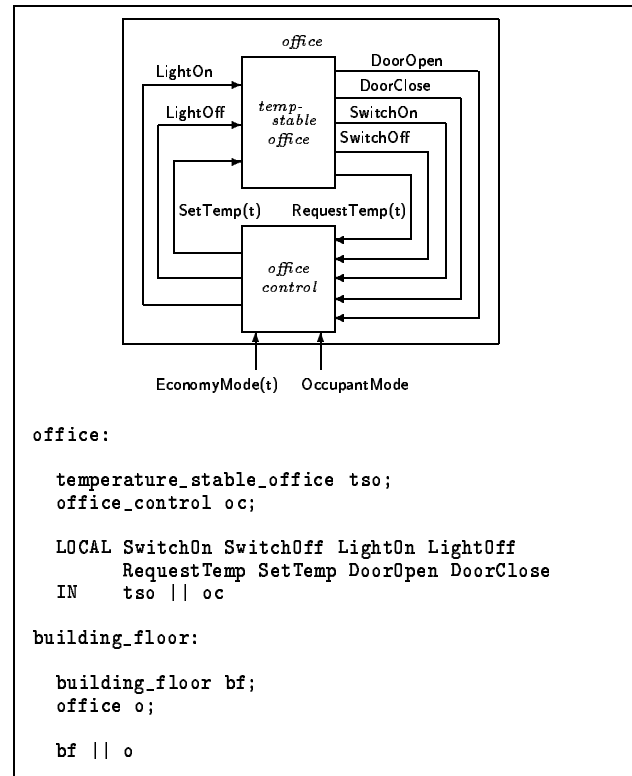 office
DoorOpen
LightOn
DoorClose
LightOff
temp-
stable
office
SwitchOn
SwitchOff
SetTemp(t)
RequestTemp(t)
office
control
EconomyMode(t) OccupantMode
office:
temperature_stable_office tso;
office_control oc;
LOCAL SwitchOn SwitchOff LightOn LightOff
RequestTemp SetTemp DoorOpen DoorClose
IN tso || oc
building_floor:
building_floor bf;
office o;
bf || o